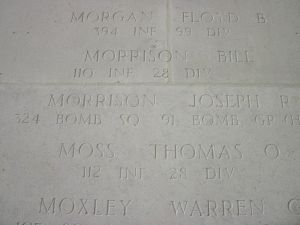 MORGAN FLOYD B
394 INF 99 DIV
MORRISON BILL
110 INF 28 DIV
MORRISON JOSEPH R
324 BOMB SQ 91 BOMB GP (H
MOSS THOMAS O
112 INF 28 DIV
MOXLEY WARREN